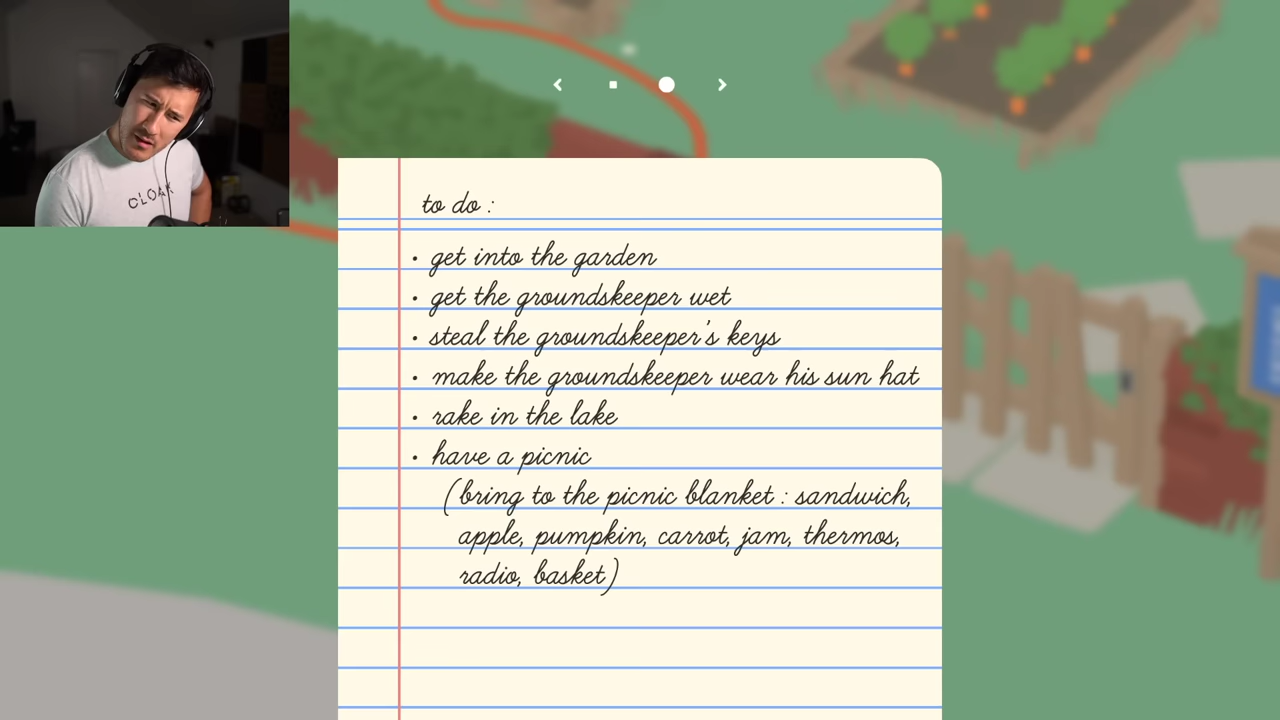 CLOAK
to do :
• get into the garden
• get the groundskeeper wet
• steal the groundskeeper's keys
• make the groundskeeper wear his sun hat
• rake in the lake
• have a picnic
(bring to the picnic blanket : sandwich,
apple, pumpkin, carrot, jam, thermos,
radio, basket)